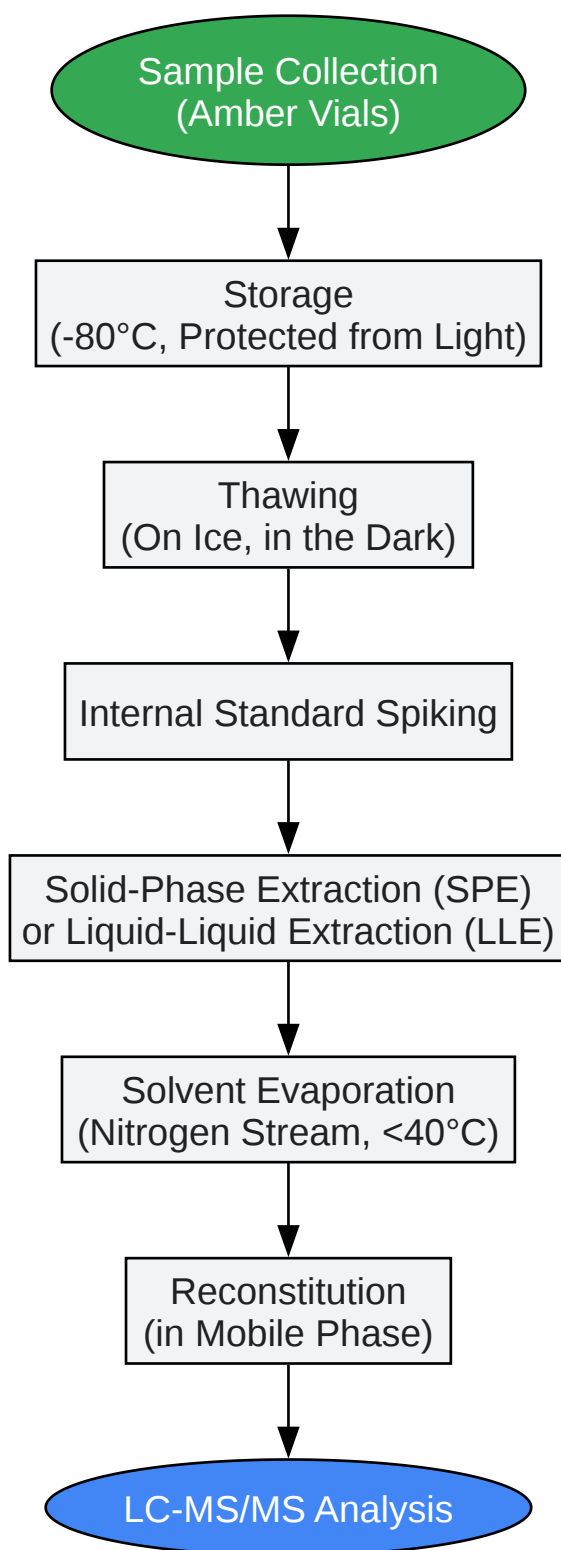 Sample Collection
(Amber Vials)
Storage
(-80°C, Protected from Light)
Thawing
(On Ice, in the Dark)
Internal Standard Spiking
Solid-Phase Extraction (SPE)
or Liquid-Liquid Extraction (LLE)
Solvent Evaporation
(Nitrogen Stream, <40°C)
Reconstitution
(in Mobile Phase)
LC-MS/MS Analysis